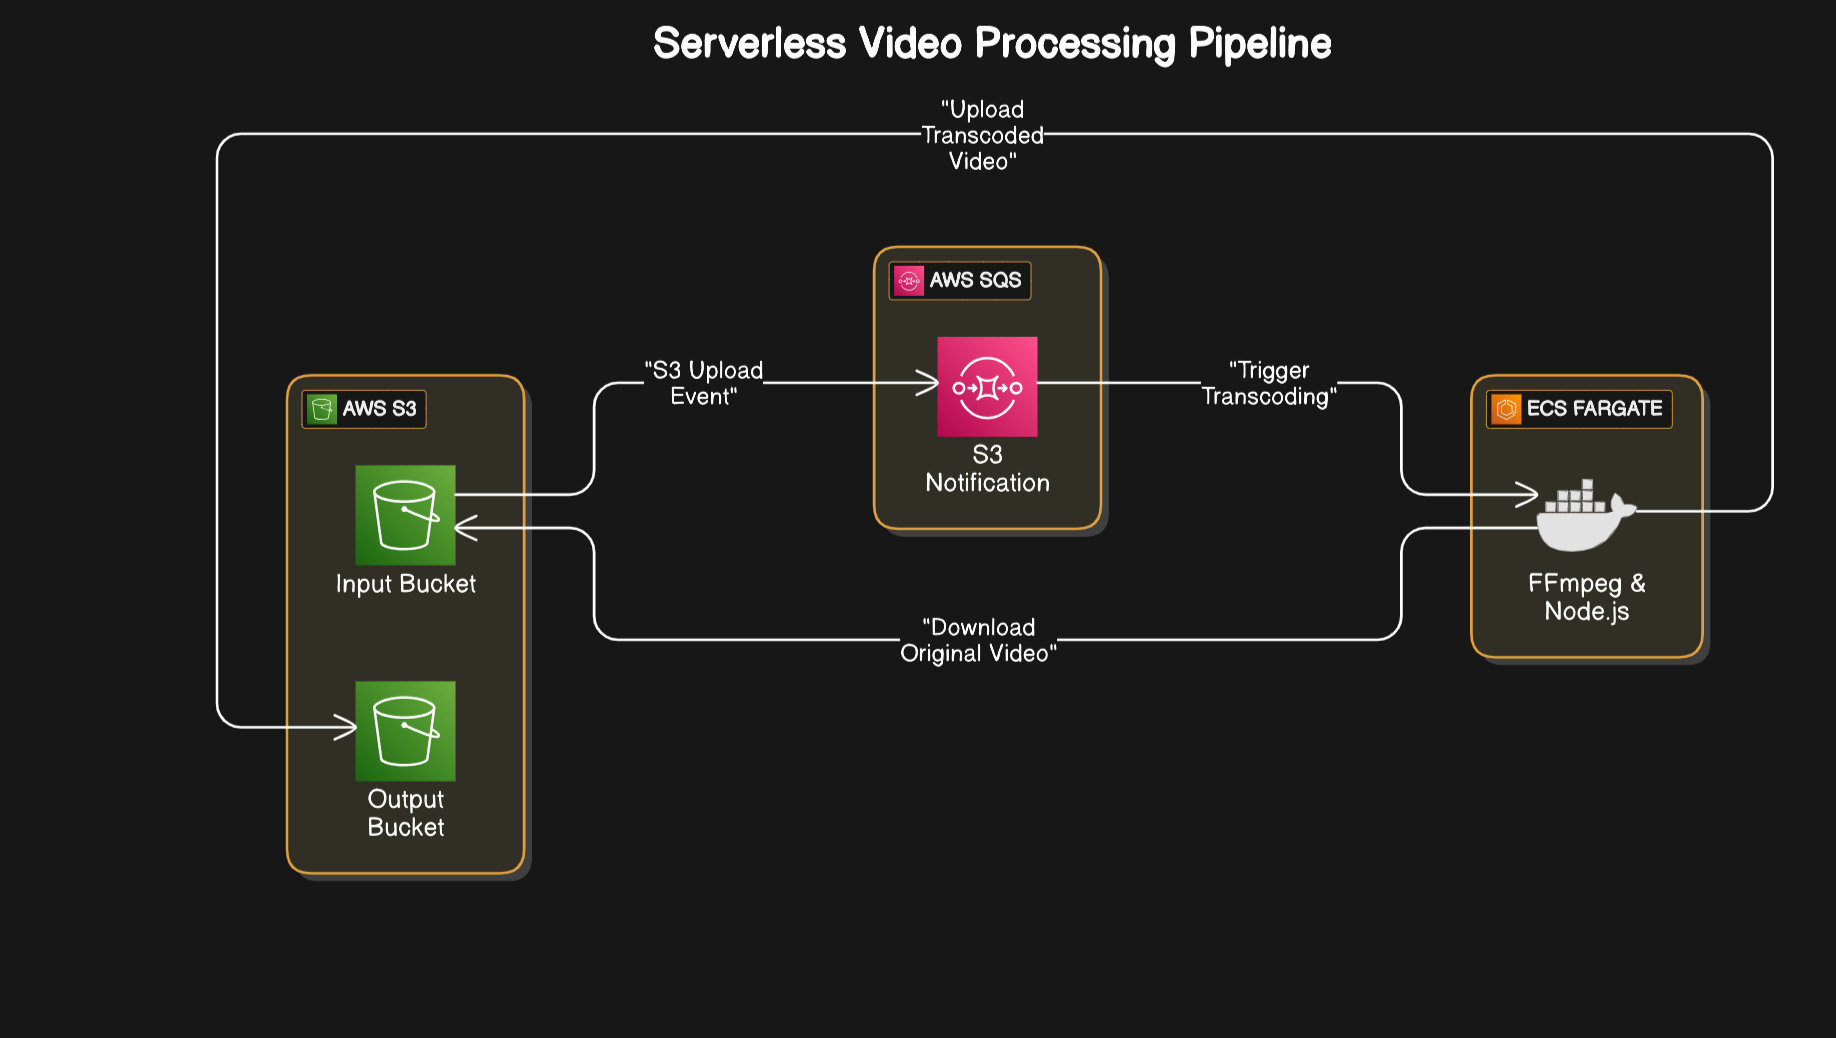 Serverless Video Processing Pipeline
"Upload
Transcoded
Video"
AWS SQS
"S3 Upload
Event"
"Trigger
Transcoding"
S3
Notification
AWS S3
ECS FARGATE
Input Bucket
FFmpeg &
Node.js
"Download
Original Video"
Output
Bucket